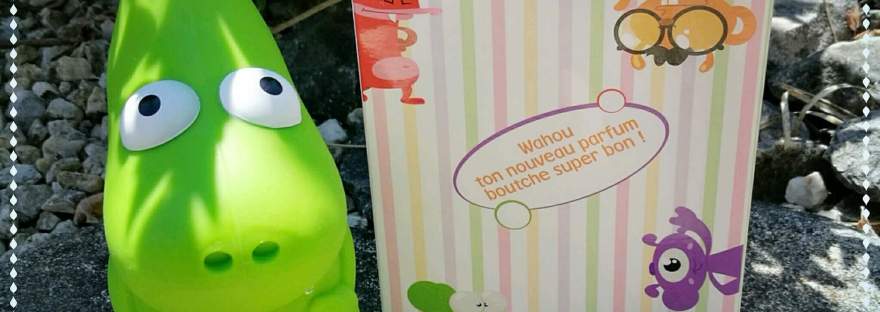 Wahou
ton nouveau parfum
boutche super bon !